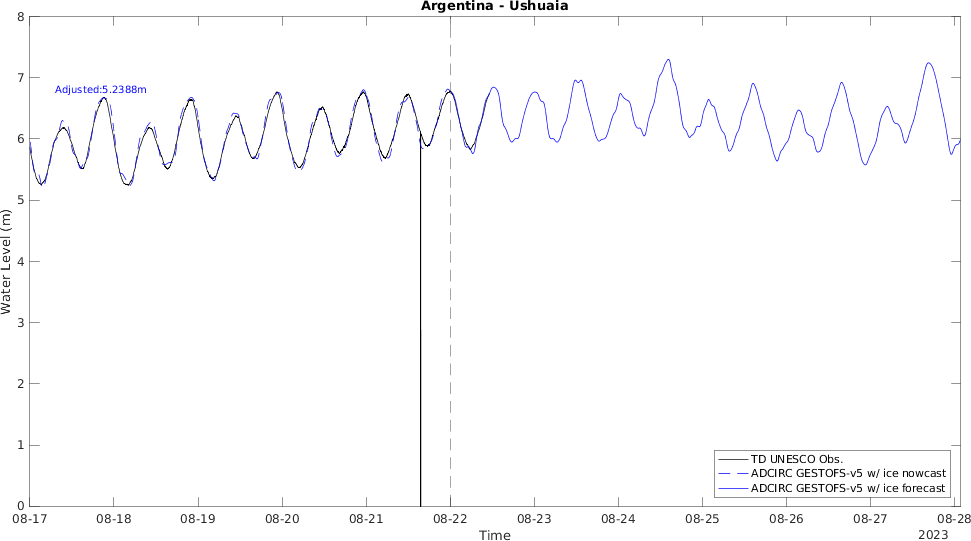 Argentina - Ushuaia
8
7
6
5
4
3
2
1
0
Water Level (m)
Adjusted:5.2388m
TD UNESCO Obs.
ADCIRC GESTOFS-v5 w/ ice nowcast
ADCIRC GESTOFS-v5 w/ ice forecast
08-17 08-18 08-19 08-20 08-21 08-22 08-23 08-24 08-25 08-26 08-27 08-28
Time
2023